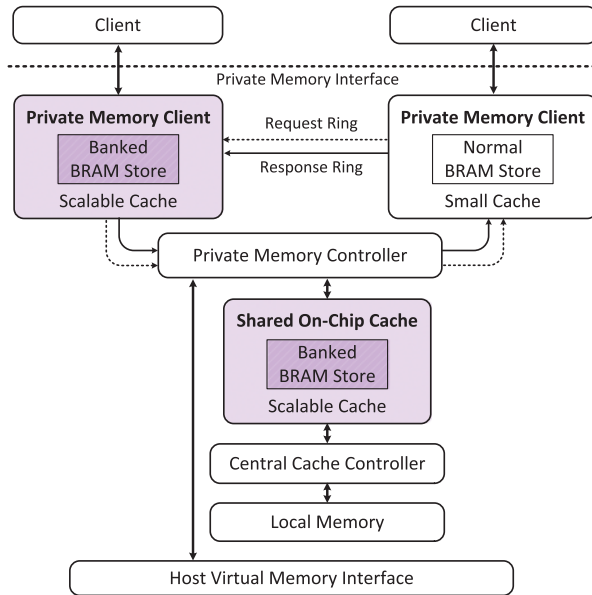 Client
Client
Private Memory Interface
Private Memory Client
Banked
BRAM Store
Scalable Cache
Request Ring
Response Ring
Private Memory Client
Normal
BRAM Store
Small Cache
Private Memory Controller
Shared On-Chip Cache
Banked
BRAM Store
Scalable Cache
Central Cache Controller
Local Memory
Host Virtual Memory Interface